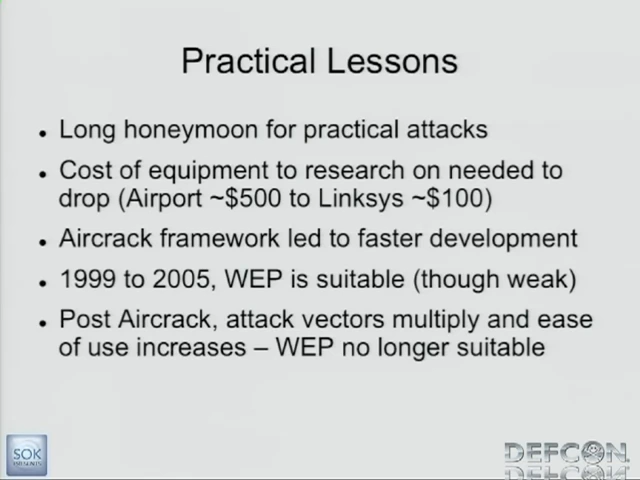 Practical Lessons
• Long honeymoon for practical attacks
• Cost of equipment to research on needed to
drop (Airport ~$500 to Linksys ~$100)
• Aircrack framework led to faster development
• 1999 to 2005, WEP is suitable (though weak)
• Post Aircrack, attack vectors multiply and ease
of use increases – WEP no longer suitable
SOK
PRESENTS
DEFCON.